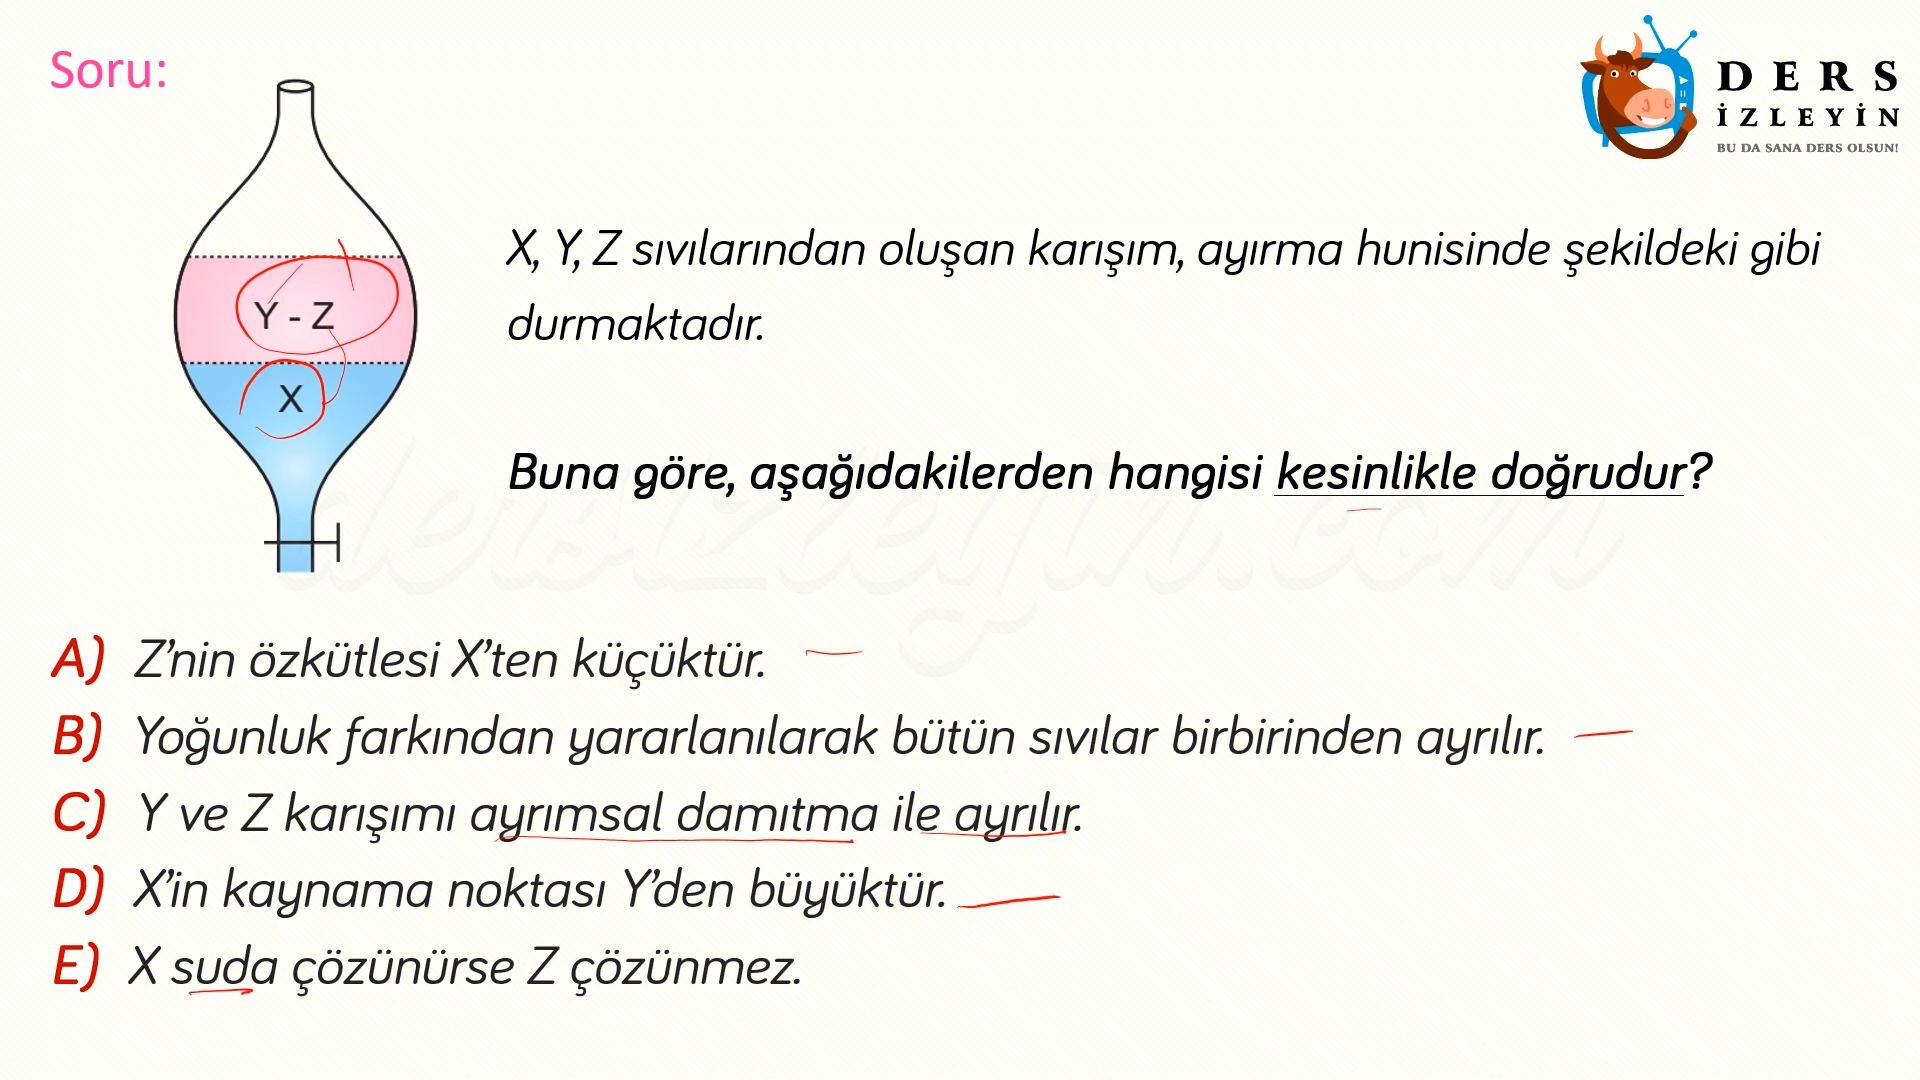 Soru:
DERS
İZLEYİN
BU DA SANA DERS OLSUN!
Y - Z
X
X, Y, Z sıvılarından oluşan karışım, ayırma hunisinde şekildeki gibi
durmaktadır.
Buna göre, aşağıdakilerden hangisi kesinlikle doğrudur?
dersizleyin.com
A) Z'nin özkütlesi X'ten küçüktür.
B) Yoğunluk farkından yararlanılarak bütün sıvılar birbirinden ayrılır.
C) Y ve Z karışımı ayrımsal damıtma ile ayrılır.
D) X'in kaynama noktası Y'den büyüktür.
E) X suda çözünürse Z çözünmez.